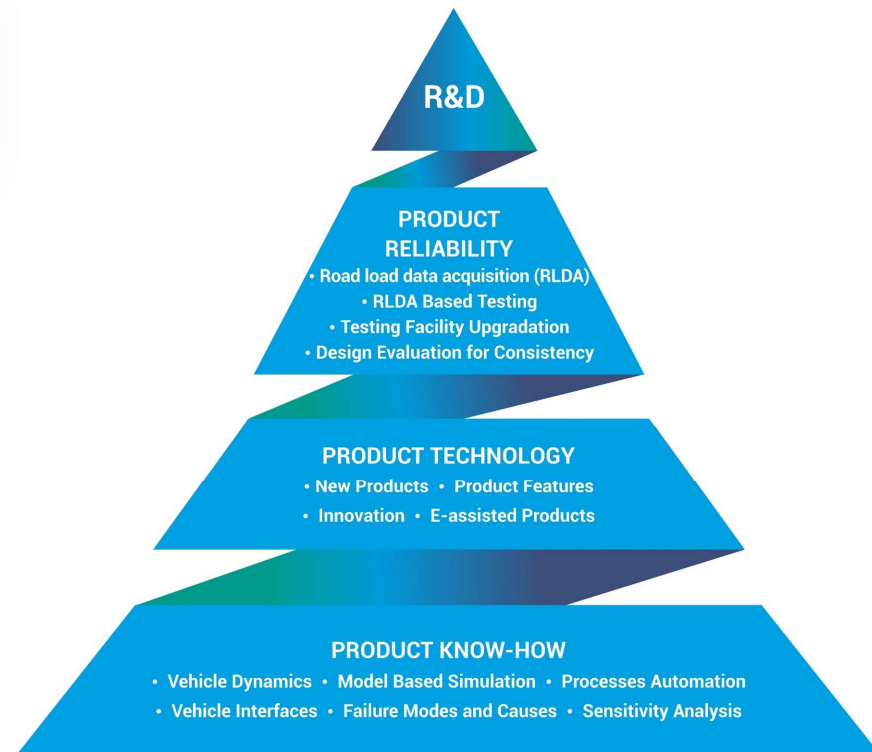 R&D
PRODUCT
RELIABILITY
• Road load data acquisition (RLDA)
• RLDA Based Testing
• Testing Facility Upgradation
• Design Evaluation for Consistency
PRODUCT TECHNOLOGY
• New Products • Product Features
• Innovation • E-assisted Products
PRODUCT KNOW-HOW
• Vehicle Dynamics • Model Based Simulation • Processes Automation
• Vehicle Interfaces • Failure Modes and Causes • Sensitivity Analysis